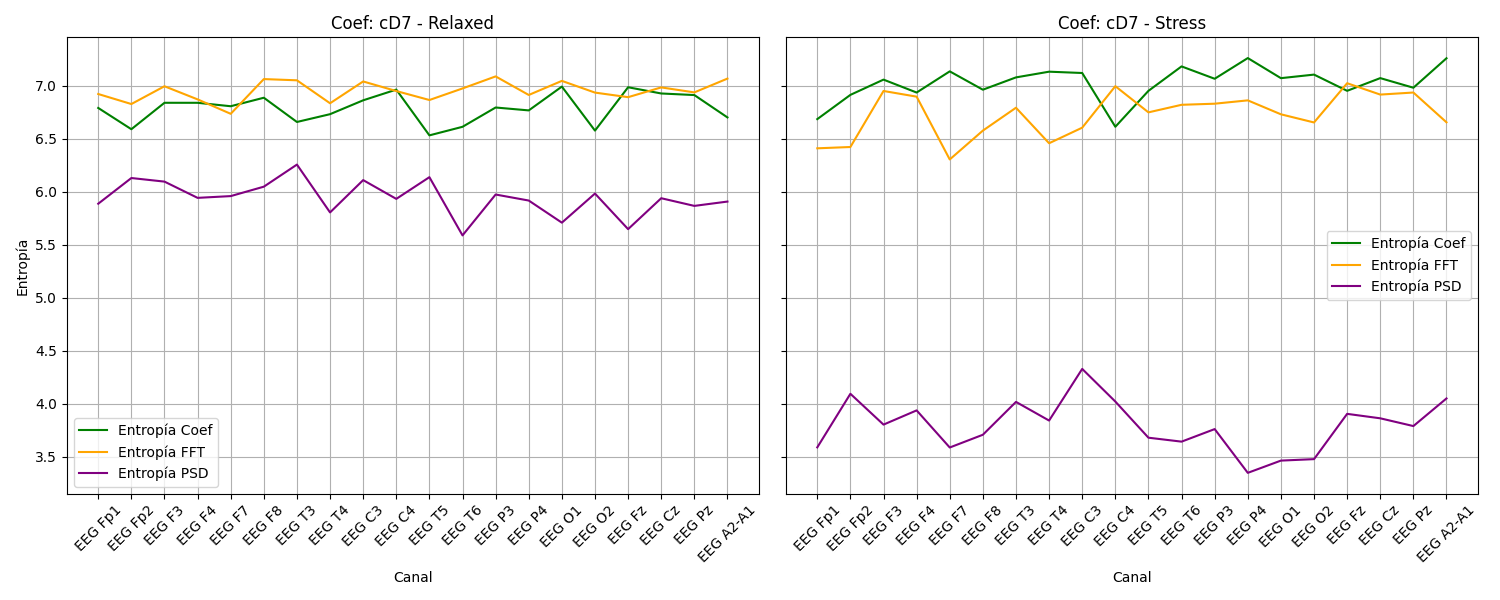 Coef: cD7 - Relaxed
Entropía
7.0
6.5
6.0
5.5
5.0
4.5
4.0
3.5
Entropía Coef
Entropía FFT
Entropía PSD
EEG Fp1
EEG Fp2
EEG F3
EEG F4
EEG F7
EEG F8
EEG T3
EEG T4
EEG C3
EEG C4
EEG T5
EEG T6
EEG P3
EEG P4
EEG O1
EEG O2
EEG Fz
EEG Cz
EEG Pz
EEG A2-A1
Canal
Coef: cD7 - Stress
Entropía Coef
Entropía FFT
Entropía PSD
EEG Fp1
EEG Fp2
EEG F3
EEG F4
EEG F7
EEG F8
EEG T3
EEG T4
EEG C3
EEG C4
EEG T5
EEG T6
EEG P3
EEG P4
EEG O1
EEG O2
EEG Fz
EEG Cz
EEG Pz
EEG A2-A1
Canal